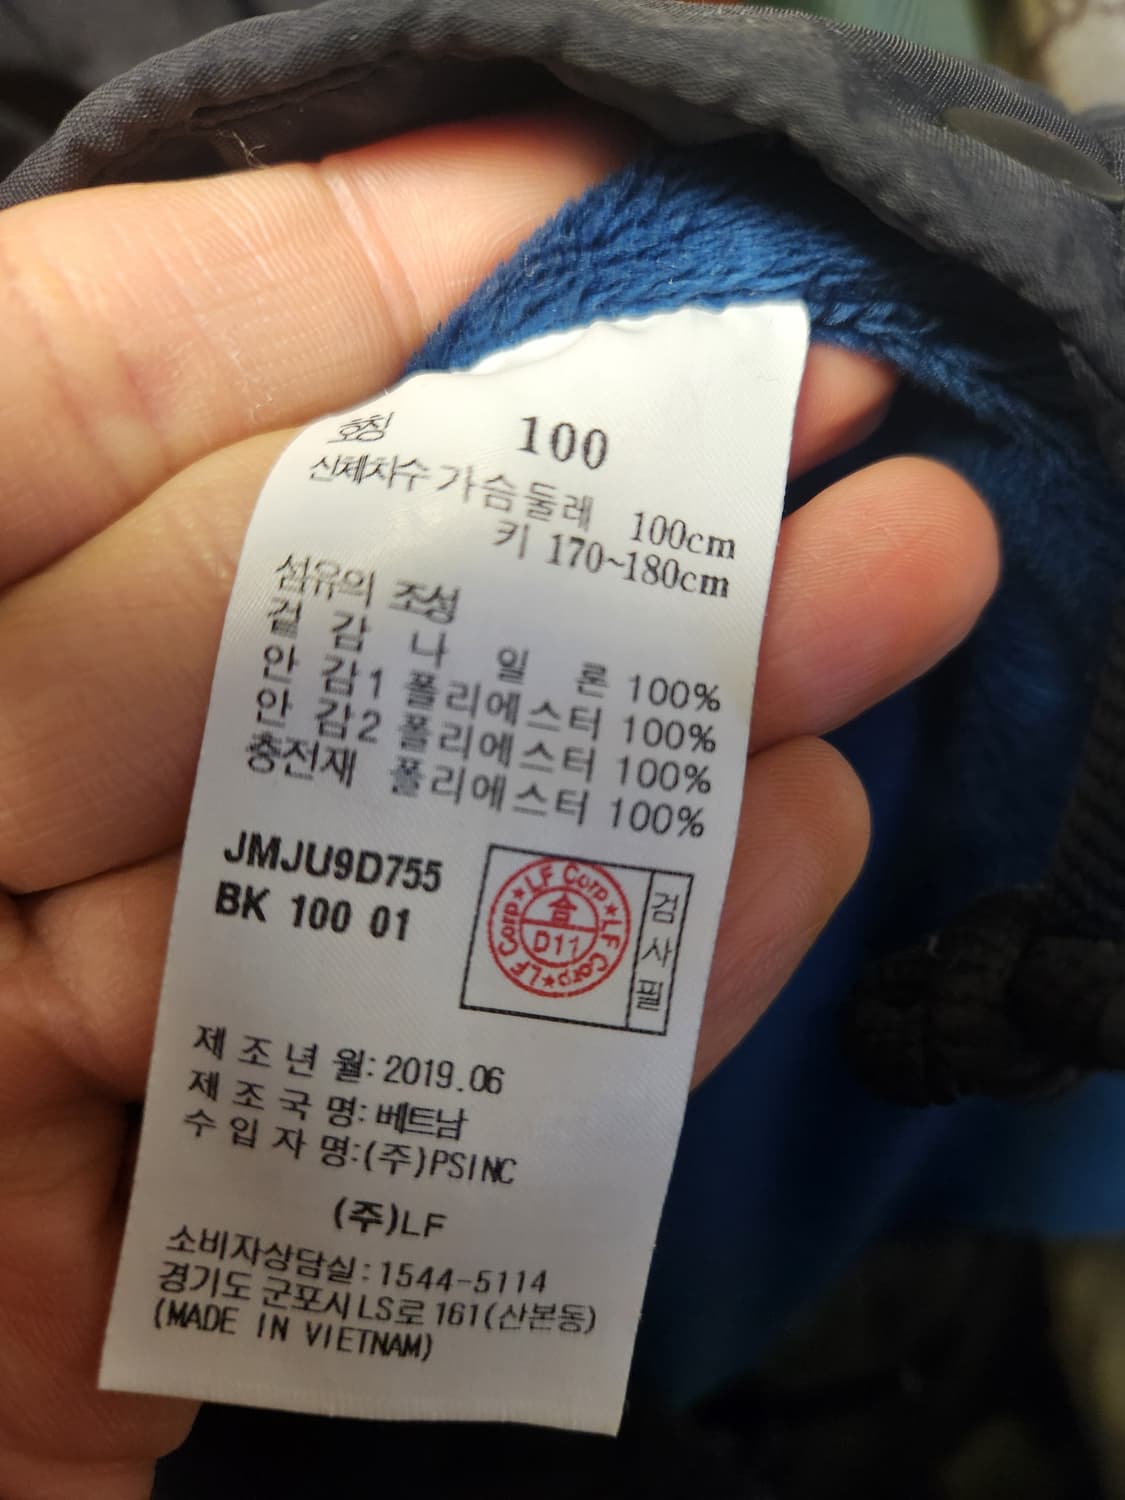 호칭 100
신체치수 가슴둘레 100cm
키 170~180cm
섬유의 조성
겉 감 나 일 론 100%
안 감1 폴리에스터 100%
안 감2 폴리에스터 100%
충전재 폴리에스터 100%
JMJU9D755
BK 100 01
LF Corp★LF Corp★LF Corp★
合
D11
검사필
제 조 년 월:2019.06
제 조 국 명:베트남
수 입 자 명:(주)PSINC
(주)LF
소비자상담실:1544-5114
경기도 군포시 LS로 161(산본동)
(MADE IN VIETNAM)